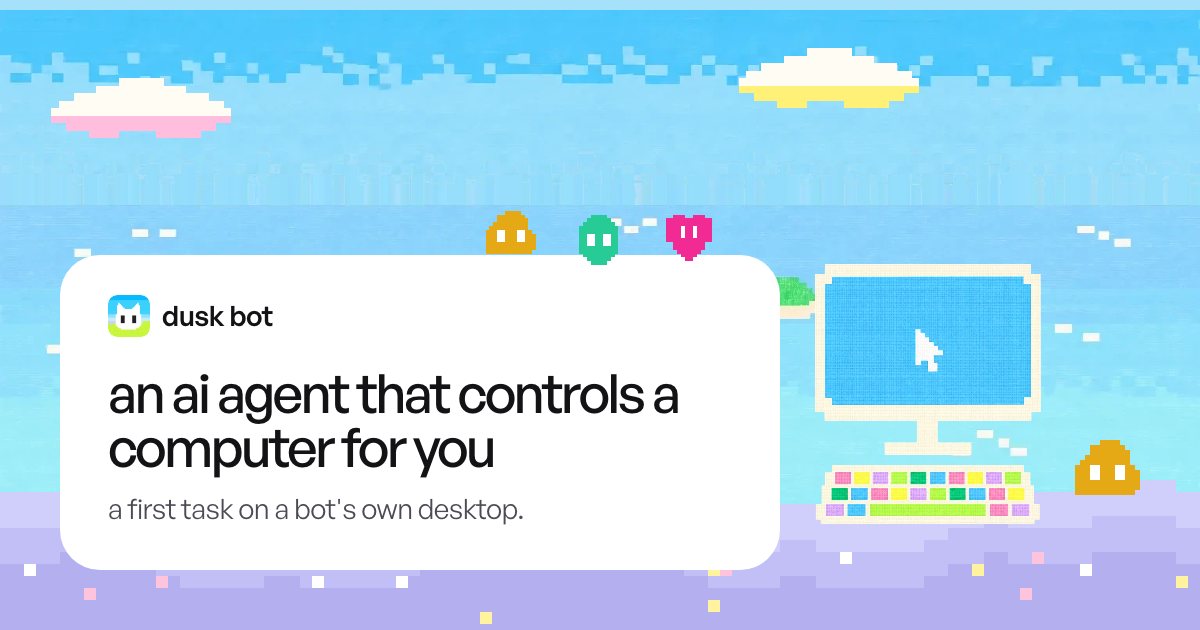 dusk bot
an ai agent that controls a
computer for you
a first task on a bot's own desktop.